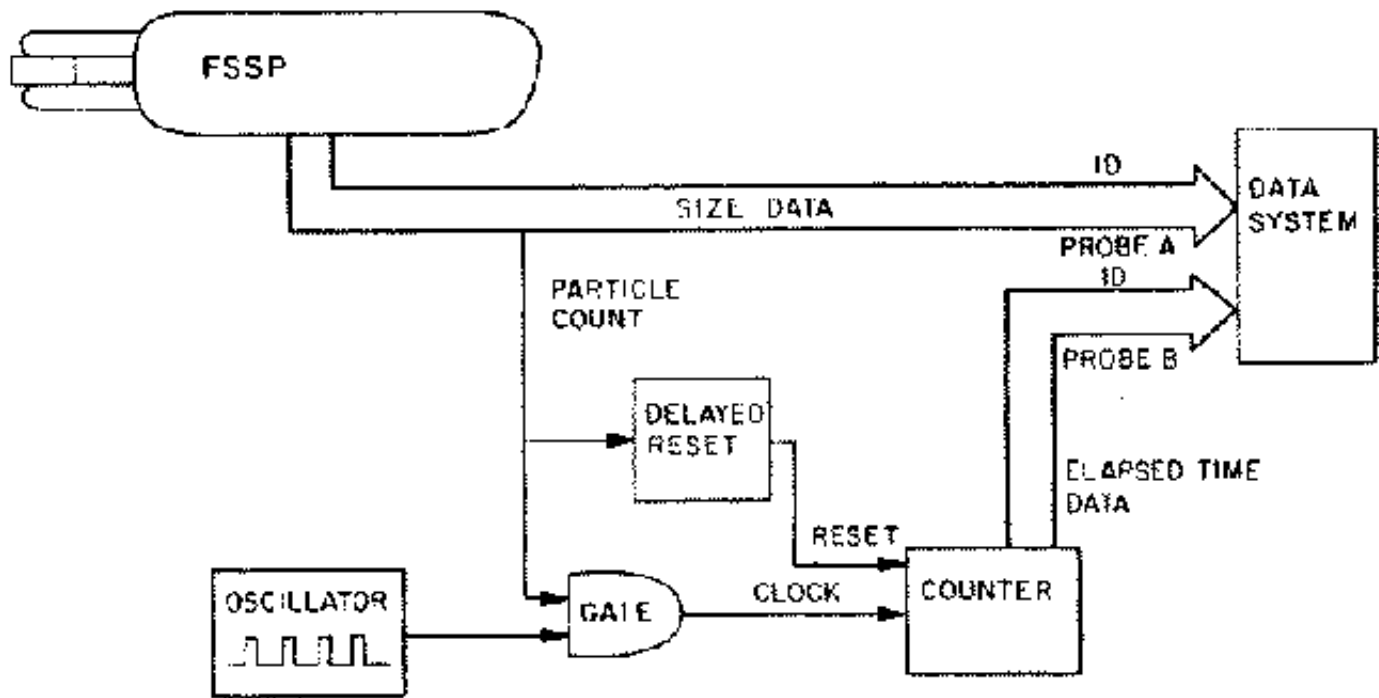 FSSP
ID
SIZE DATA
DATA
SYSTEM
PROBE A
ID
PARTICLE
COUNT
PROBE B
DELAYED
RESET
ELAPSED TIME
DATA
RESET
OSCILLATOR
GATE
CLOCK
COUNTER